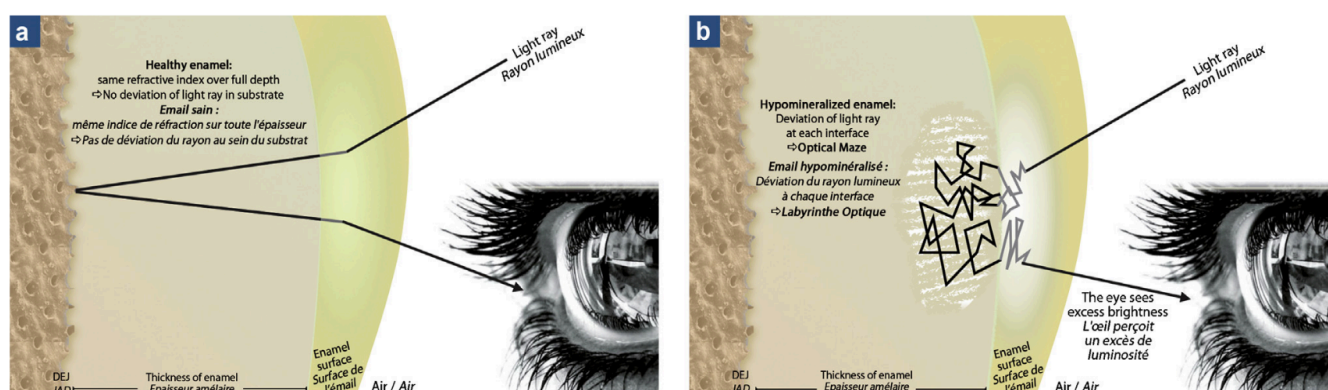 a
Light ray
Rayon lumineux
Healthy enamel:
same refractive index over full depth
⇨No deviation of light ray in substrate
Email sain :
même indice de réfraction sur toute l'épaisseur
⇨Pas de déviation du rayon au sein du substrat
DEJ
JAD
Thickness of enamel
Epaisseur amélaire
Enamel
surface
Surface de
l'émail
Air / Air
b
Light ray
Rayon lumineux
Hypomineralized enamel:
Deviation of light ray
at each interface
⇨Optical Maze
Email hypominéralisé :
Déviation du rayon lumineux
à chaque interface
⇨Labyrinthe Optique
The eye sees
excess brightness
L'œil perçoit
un excès de
luminosité
DEJ
JAD
Thickness of enamel
Epaisseur amélaire
Enamel
surface
Surface de
l'émail
Air / Air